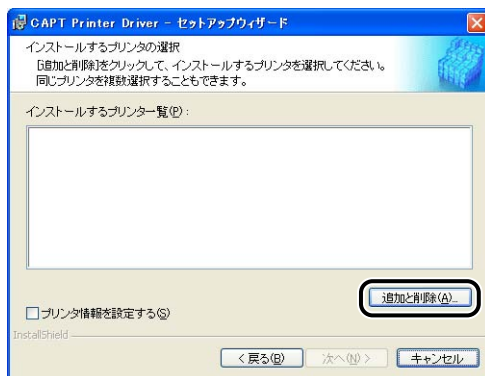 CAPT Printer Driver - セットアップウィザード
インストールするプリンタの選択
[追加と削除]をクリックして、インストールするプリンタを選択してください。
同じプリンタを複数選択することもできます。
インストールするプリンター覧(P):
追加と削除(A)...
プリンタ情報を設定する(S)
InstallShield
< 戻る(B)
次へ(N) >
キャンセル